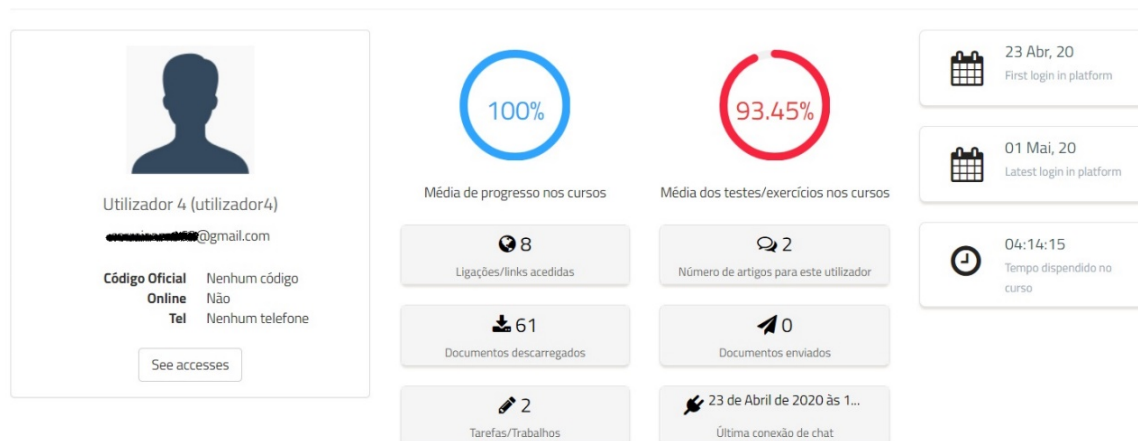 Utilizador 4 (utilizador4)
@gmail.com
Código Oficial Nenhum código
Online Não
Tel Nenhum telefone
See accesses
100%
Média de progresso nos cursos
93.45%
Média dos testes/exercícios nos cursos
8
Ligações/links acedidas
2
Número de artigos para este utilizador
61
Documentos descarregados
0
Documentos enviados
2
Tarefas/Trabalhos
23 de Abril de 2020 às 1...
Última conexão de chat
23 Abr, 20
First login in platform
01 Mai, 20
Latest login in platform
04:14:15
Tempo dispendido no
curso